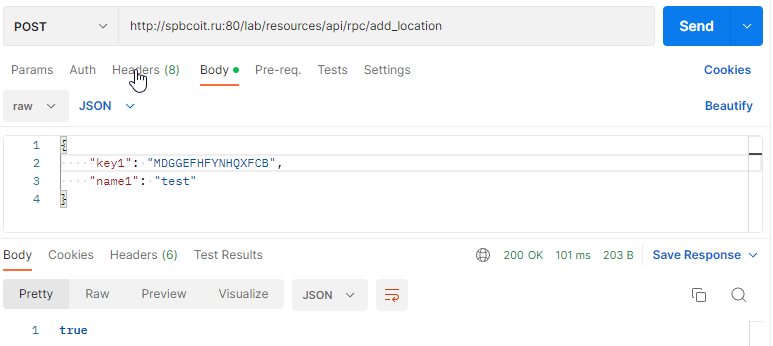 POST http://spbcoit.ru:80/lab/resources/api/rpc/add_location Send
Params Auth Headers (8) Body Pre-req. Tests Settings Cookies
raw JSON Beautify
1 {
2 "key1": "MDGGEFHFYNHQXFCB",
3 "name1": "test"
4 }
Body Cookies Headers (6) Test Results 200 OK 101 ms 203 B Save Response
Pretty Raw Preview Visualize JSON
1 true